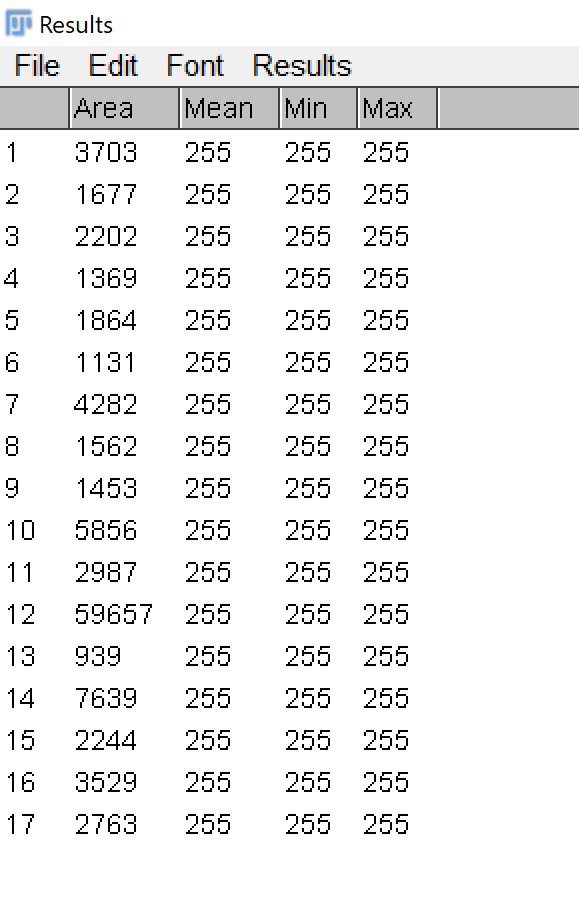 Results
File Edit Font Results
Area Mean Min Max
1 3703 255 255 255
2 1677 255 255 255
3 2202 255 255 255
4 1369 255 255 255
5 1864 255 255 255
6 1131 255 255 255
7 4282 255 255 255
8 1562 255 255 255
9 1453 255 255 255
10 5856 255 255 255
11 2987 255 255 255
12 59657 255 255 255
13 939 255 255 255
14 7639 255 255 255
15 2244 255 255 255
16 3529 255 255 255
17 2763 255 255 255